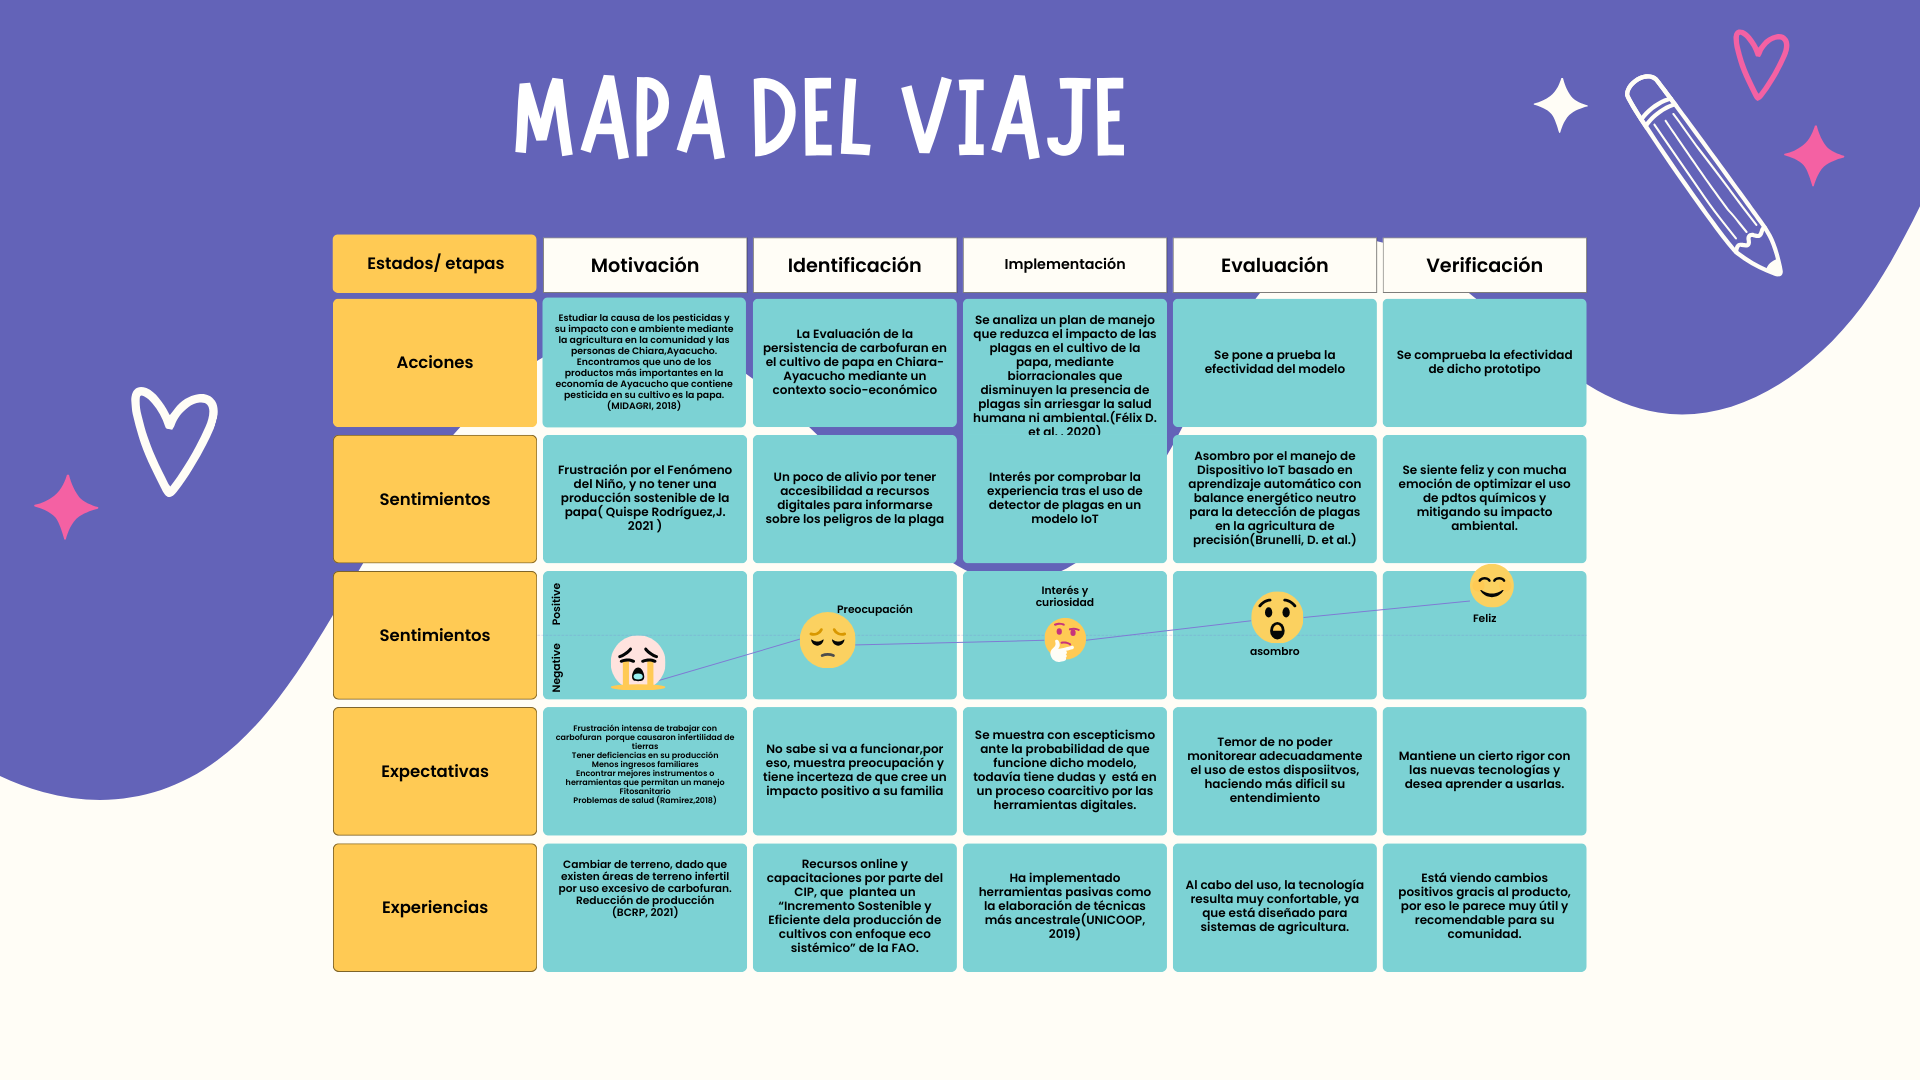 MAPA DEL VIAJE
Estados/ etapas
Motivación
Identificación
Implementación
Evaluación
Verificación
Acciones
Estudiar la causa de los pesticidas y
su impacto con e ambiente mediante
la agricultura en la comunidad y las
personas de Chiara,Ayacucho.
Encontramos que uno de los
productos más importantes en la
economía de Ayacucho que contiene
pesticida en su cultivo es la papa.
(MIDAGRI, 2018)
La Evaluación de la
persistencia de carbofuran en
el cultivo de papa en Chiara-
Ayacucho mediante un
contexto socio-económico
Se analiza un plan de manejo
que reduzca el impacto de las
plagas en el cultivo de la
papa, mediante
biorracionales que
disminuyen la presencia de
plagas sin arriesgar la salud
humana ni ambiental.(Félix D.
et al. , 2020)
Se pone a prueba la
efectividad del modelo
Se comprueba la efectividad
de dicho prototipo
Sentimientos
Frustración por el Fenómeno
del Niño, y no tener una
producción sostenible de la
papa( Quispe Rodríguez,J.
2021 )
Un poco de alivio por tener
accesibilidad a recursos
digitales para informarse
sobre los peligros de la plaga
Interés por comprobar la
experiencia tras el uso de
detector de plagas en un
modelo IoT
Asombro por el manejo de
Dispositivo IoT basado en
aprendizaje automático con
balance energético neutro
para la detección de plagas
en la agricultura de
precisión(Brunelli, D. et al.)
Se siente feliz y con mucha
emoción de optimizar el uso
de pdtos químicos y
mitigando su impacto
ambiental.
Sentimientos
Positive
Negative
Preocupación
Interés y
curiosidad
asombro
Feliz
Expectativas
Frustración intensa de trabajar con
carbofuran  porque causaron infertilidad de
tierras
Tener deficiencias en su producción
Menos ingresos familiares
Encontrar mejores instrumentos o
herramientas que permitan un manejo
Fitosanitario
Problemas de salud (Ramirez,2018)
No sabe si va a funcionar,por
eso, muestra preocupación y
tiene incerteza de que cree un
impacto positivo a su familia
Se muestra con escepticismo
ante la probabilidad de que
funcione dicho modelo,
todavía tiene dudas y  está en
un proceso coarcitivo por las
herramientas digitales.
Temor de no poder
monitorear adecuadamente
el uso de estos disposiitvos,
haciendo más dificil su
entendimiento
Mantiene un cierto rigor con
las nuevas tecnologías y
desea aprender a usarlas.
Experiencias
Cambiar de terreno, dado que
existen áreas de terreno infertil
por uso excesivo de carbofuran.
Reducción de producción
(BCRP, 2021)
Recursos online y
capacitaciones por parte del
CIP, que  plantea un
“Incremento Sostenible y
Eficiente dela producción de
cultivos con enfoque eco
sistémico” de la FAO.
Ha implementado
herramientas pasivas como
la elaboración de técnicas
más ancestrale(UNICOOP,
2019)
Al cabo del uso, la tecnología
resulta muy confortable, ya
que está diseñado para
sistemas de agricultura.
Está viendo cambios
positivos gracis al producto,
por eso le parece muy útil y
recomendable para su
comunidad.